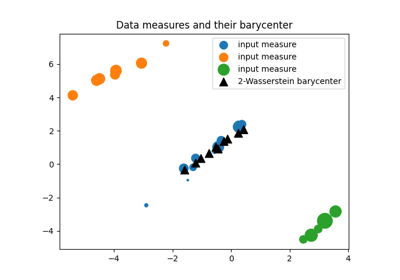 Data measures and their barycenter
input measure
input measure
input measure
2-Wasserstein barycenter
6
4
2
0
−2
−4
−4
−2
0
2
4